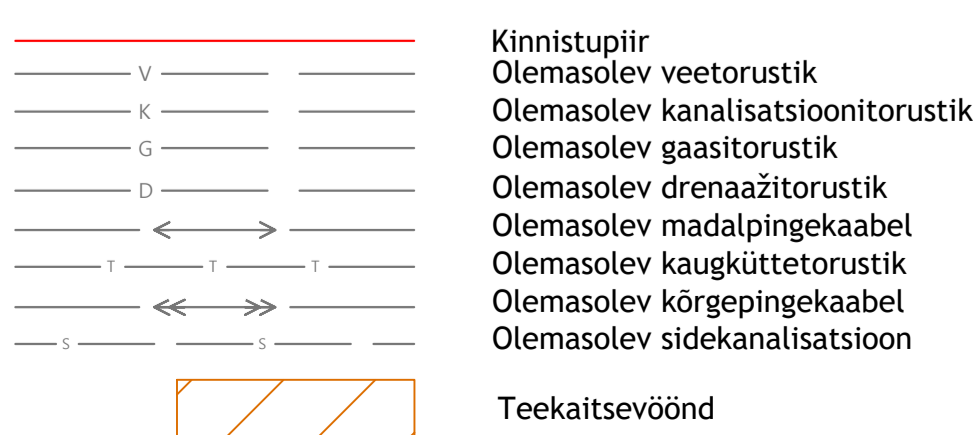 Kinnistupiir
V Olemasolev veetorustik
K Olemasolev kanalisatsioonitorustik
G Olemasolev gaasitorustik
D Olemasolev drenaažitorustik
Olemasolev madalpingekaabel
T T T Olemasolev kaugküttetorustik
Olemasolev kõrgepingekaabel
S S Olemasolev sidekanalisatsioon
Teekaitsevöönd